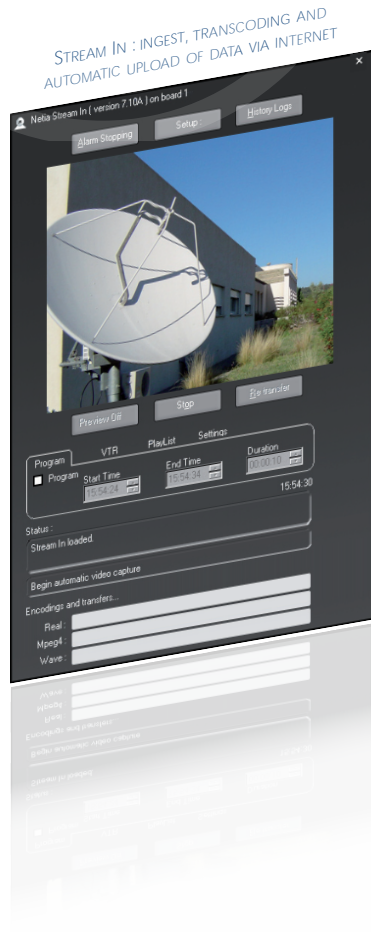 Stream In : ingest, transcoding and
automatic upload of data via internet
Netia Stream In ( version 7.10A ) on board 1
Alarm Stopping
Setup :
History Logs
Preview Off
Stop
Re transfer
Program
VTR
PlayList
Settings
Program
Start Time
15:54:24
End Time
15:54:34
Duration
00:00:10
15:54:30
Status :
Stream In loaded.
Begin automatic video capture
Encodings and transfers...
Real :
Mpeg4 :
Wave :